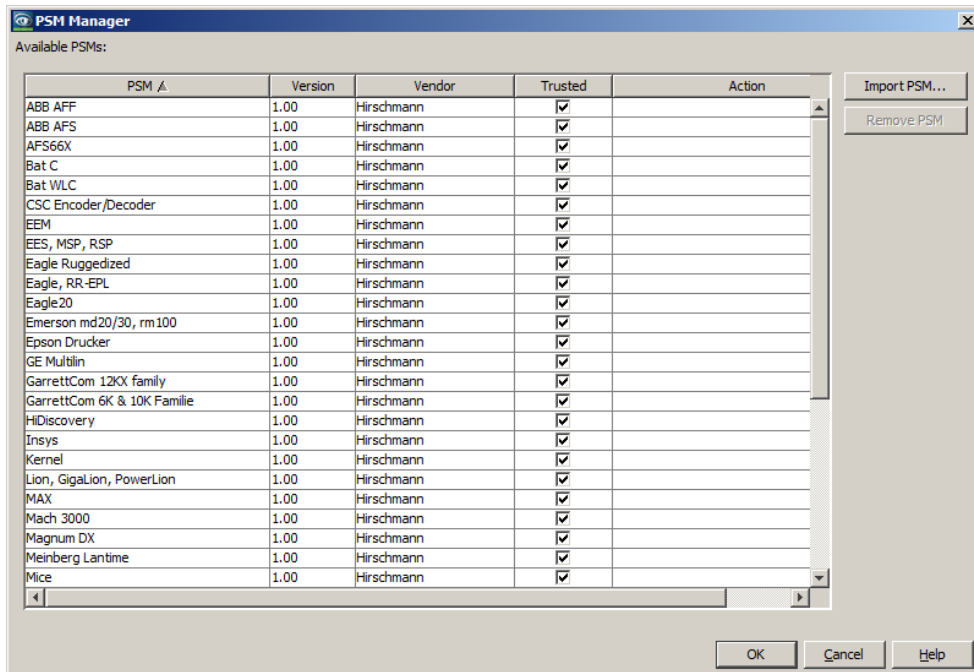 PSM Manager
Available PSMs:
PSM Version Vendor Trusted Action
ABB AFF 1.00 Hirschmann
ABB AFS 1.00 Hirschmann
AFS66X 1.00 Hirschmann
Bat C 1.00 Hirschmann
Bat WLC 1.00 Hirschmann
CSC Encoder/Decoder 1.00 Hirschmann
EEM 1.00 Hirschmann
EES, MSP, RSP 1.00 Hirschmann
Eagle Ruggedized 1.00 Hirschmann
Eagle, RR-EPL 1.00 Hirschmann
Eagle20 1.00 Hirschmann
Emerson md20/30, rm100 1.00 Hirschmann
Epson Drucker 1.00 Hirschmann
GE Multilin 1.00 Hirschmann
GarrettCom 12KX family 1.00 Hirschmann
GarrettCom 6K & 10K Familie 1.00 Hirschmann
HiDiscovery 1.00 Hirschmann
Insys 1.00 Hirschmann
Kernel 1.00 Hirschmann
Lion, GigaLion, PowerLion 1.00 Hirschmann
MAX 1.00 Hirschmann
Mach 3000 1.00 Hirschmann
Magnum DX 1.00 Hirschmann
Meinberg Lantime 1.00 Hirschmann
Mice 1.00 Hirschmann
Import PSM...
Remove PSM
OK Cancel Help